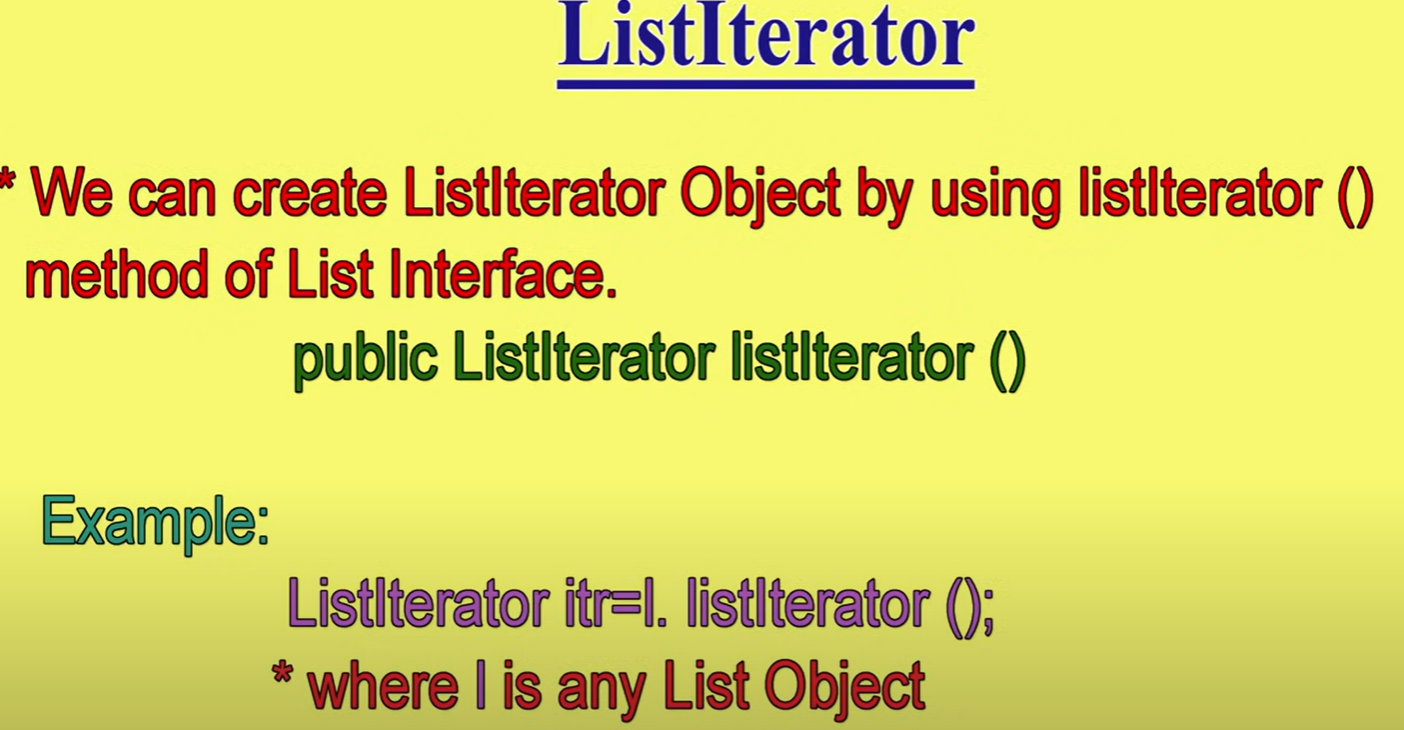 ListIterator
* We can create ListIterator Object by using listIterator ()
method of List Interface.
public ListIterator listIterator ()
Example:
ListIterator itr=l. listIterator ();
* where l is any List Object